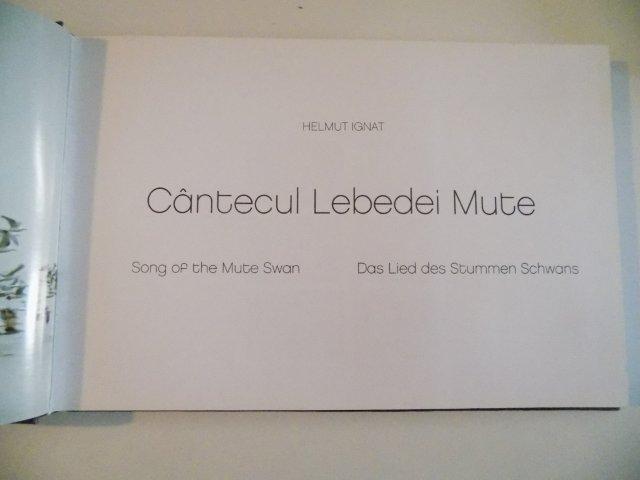 HELMUT IGNAT
Cântecul Lebedei Mute
Song of the Mute Swan
Das Lied des Stummen Schwans